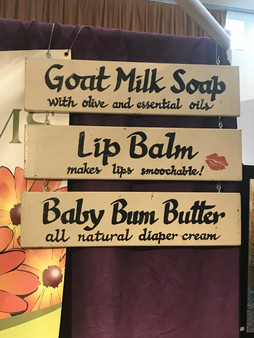 Goat Milk Soap
with olive and essential oils
Lip Balm
makes lips smoochable!
Baby Bum Butter
all natural diaper cream